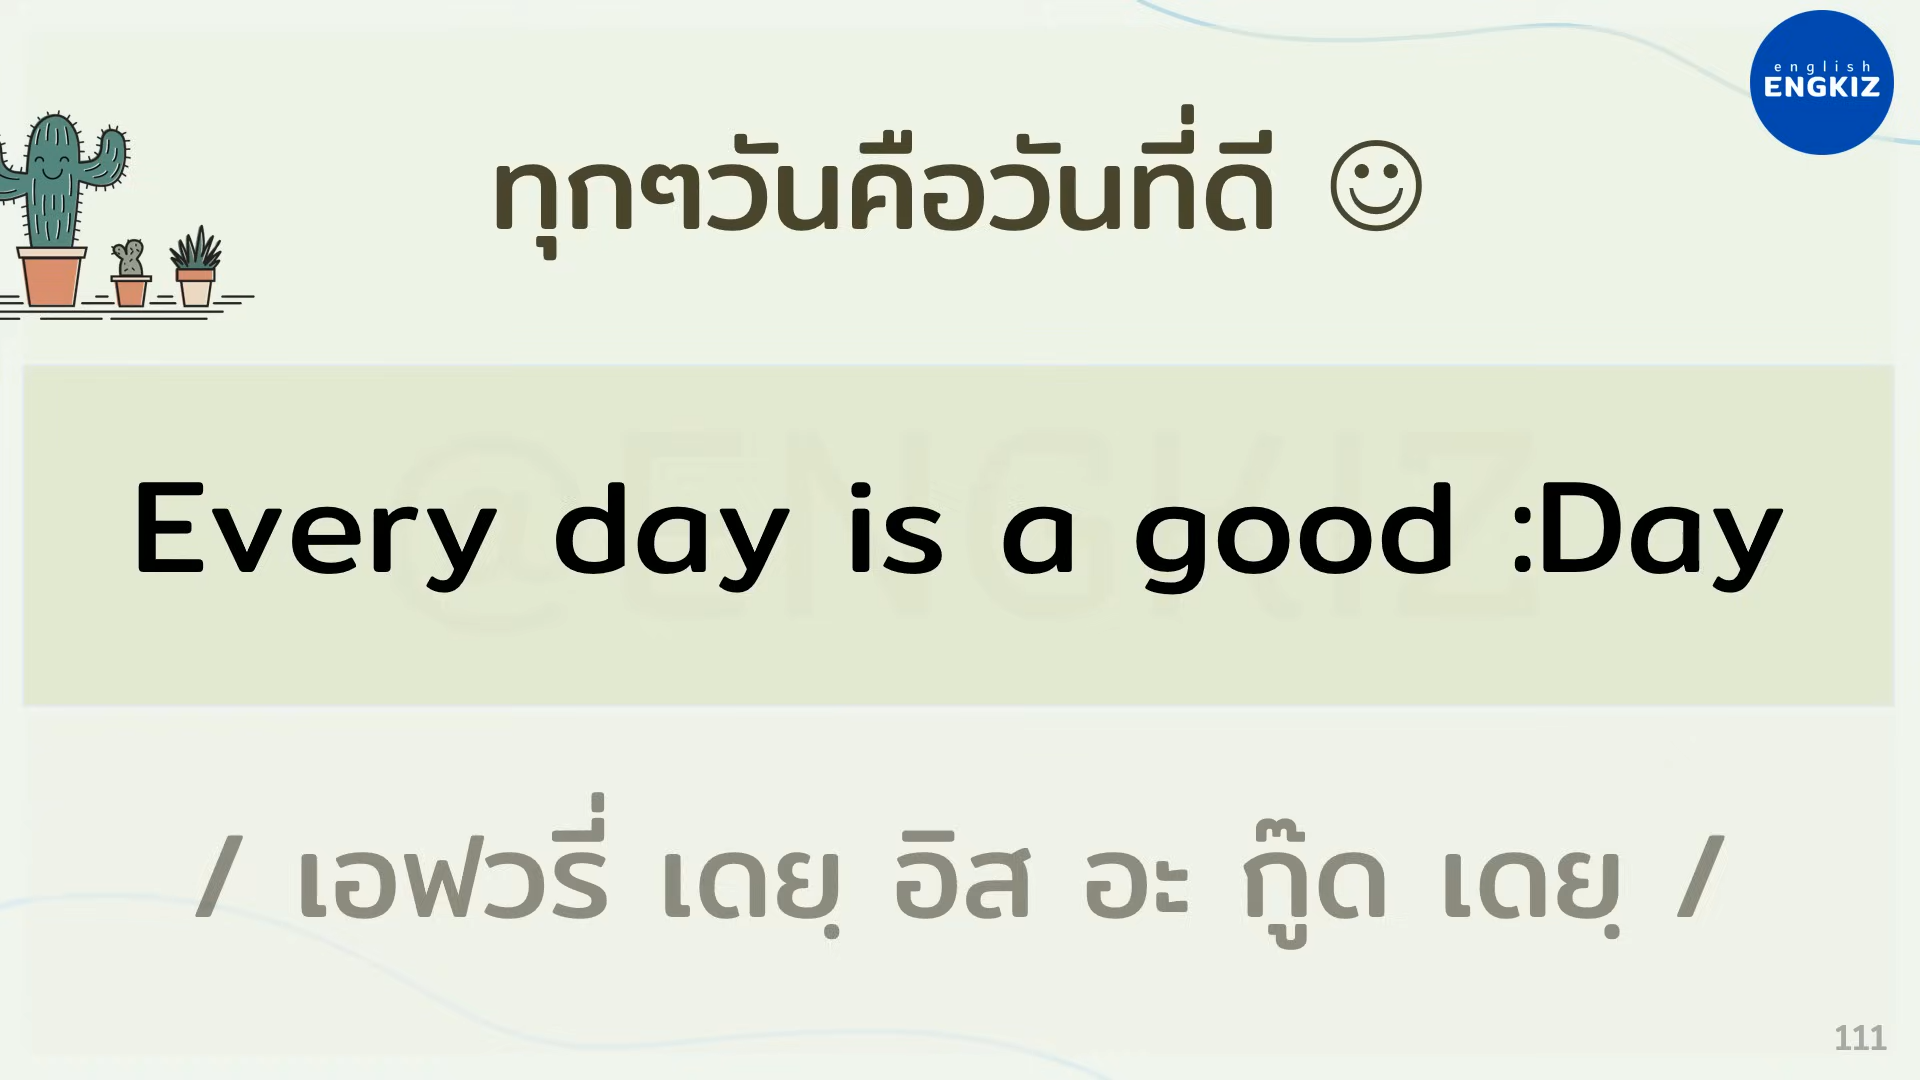 english
ENGKIZ
ทุกๆวันคือวันที่ดี ☺
@ENGKIZ
Every day is a good :Day
/ เอฟวรี่ เดยฺ อิส อะ กู๊ด เดยฺ /
111